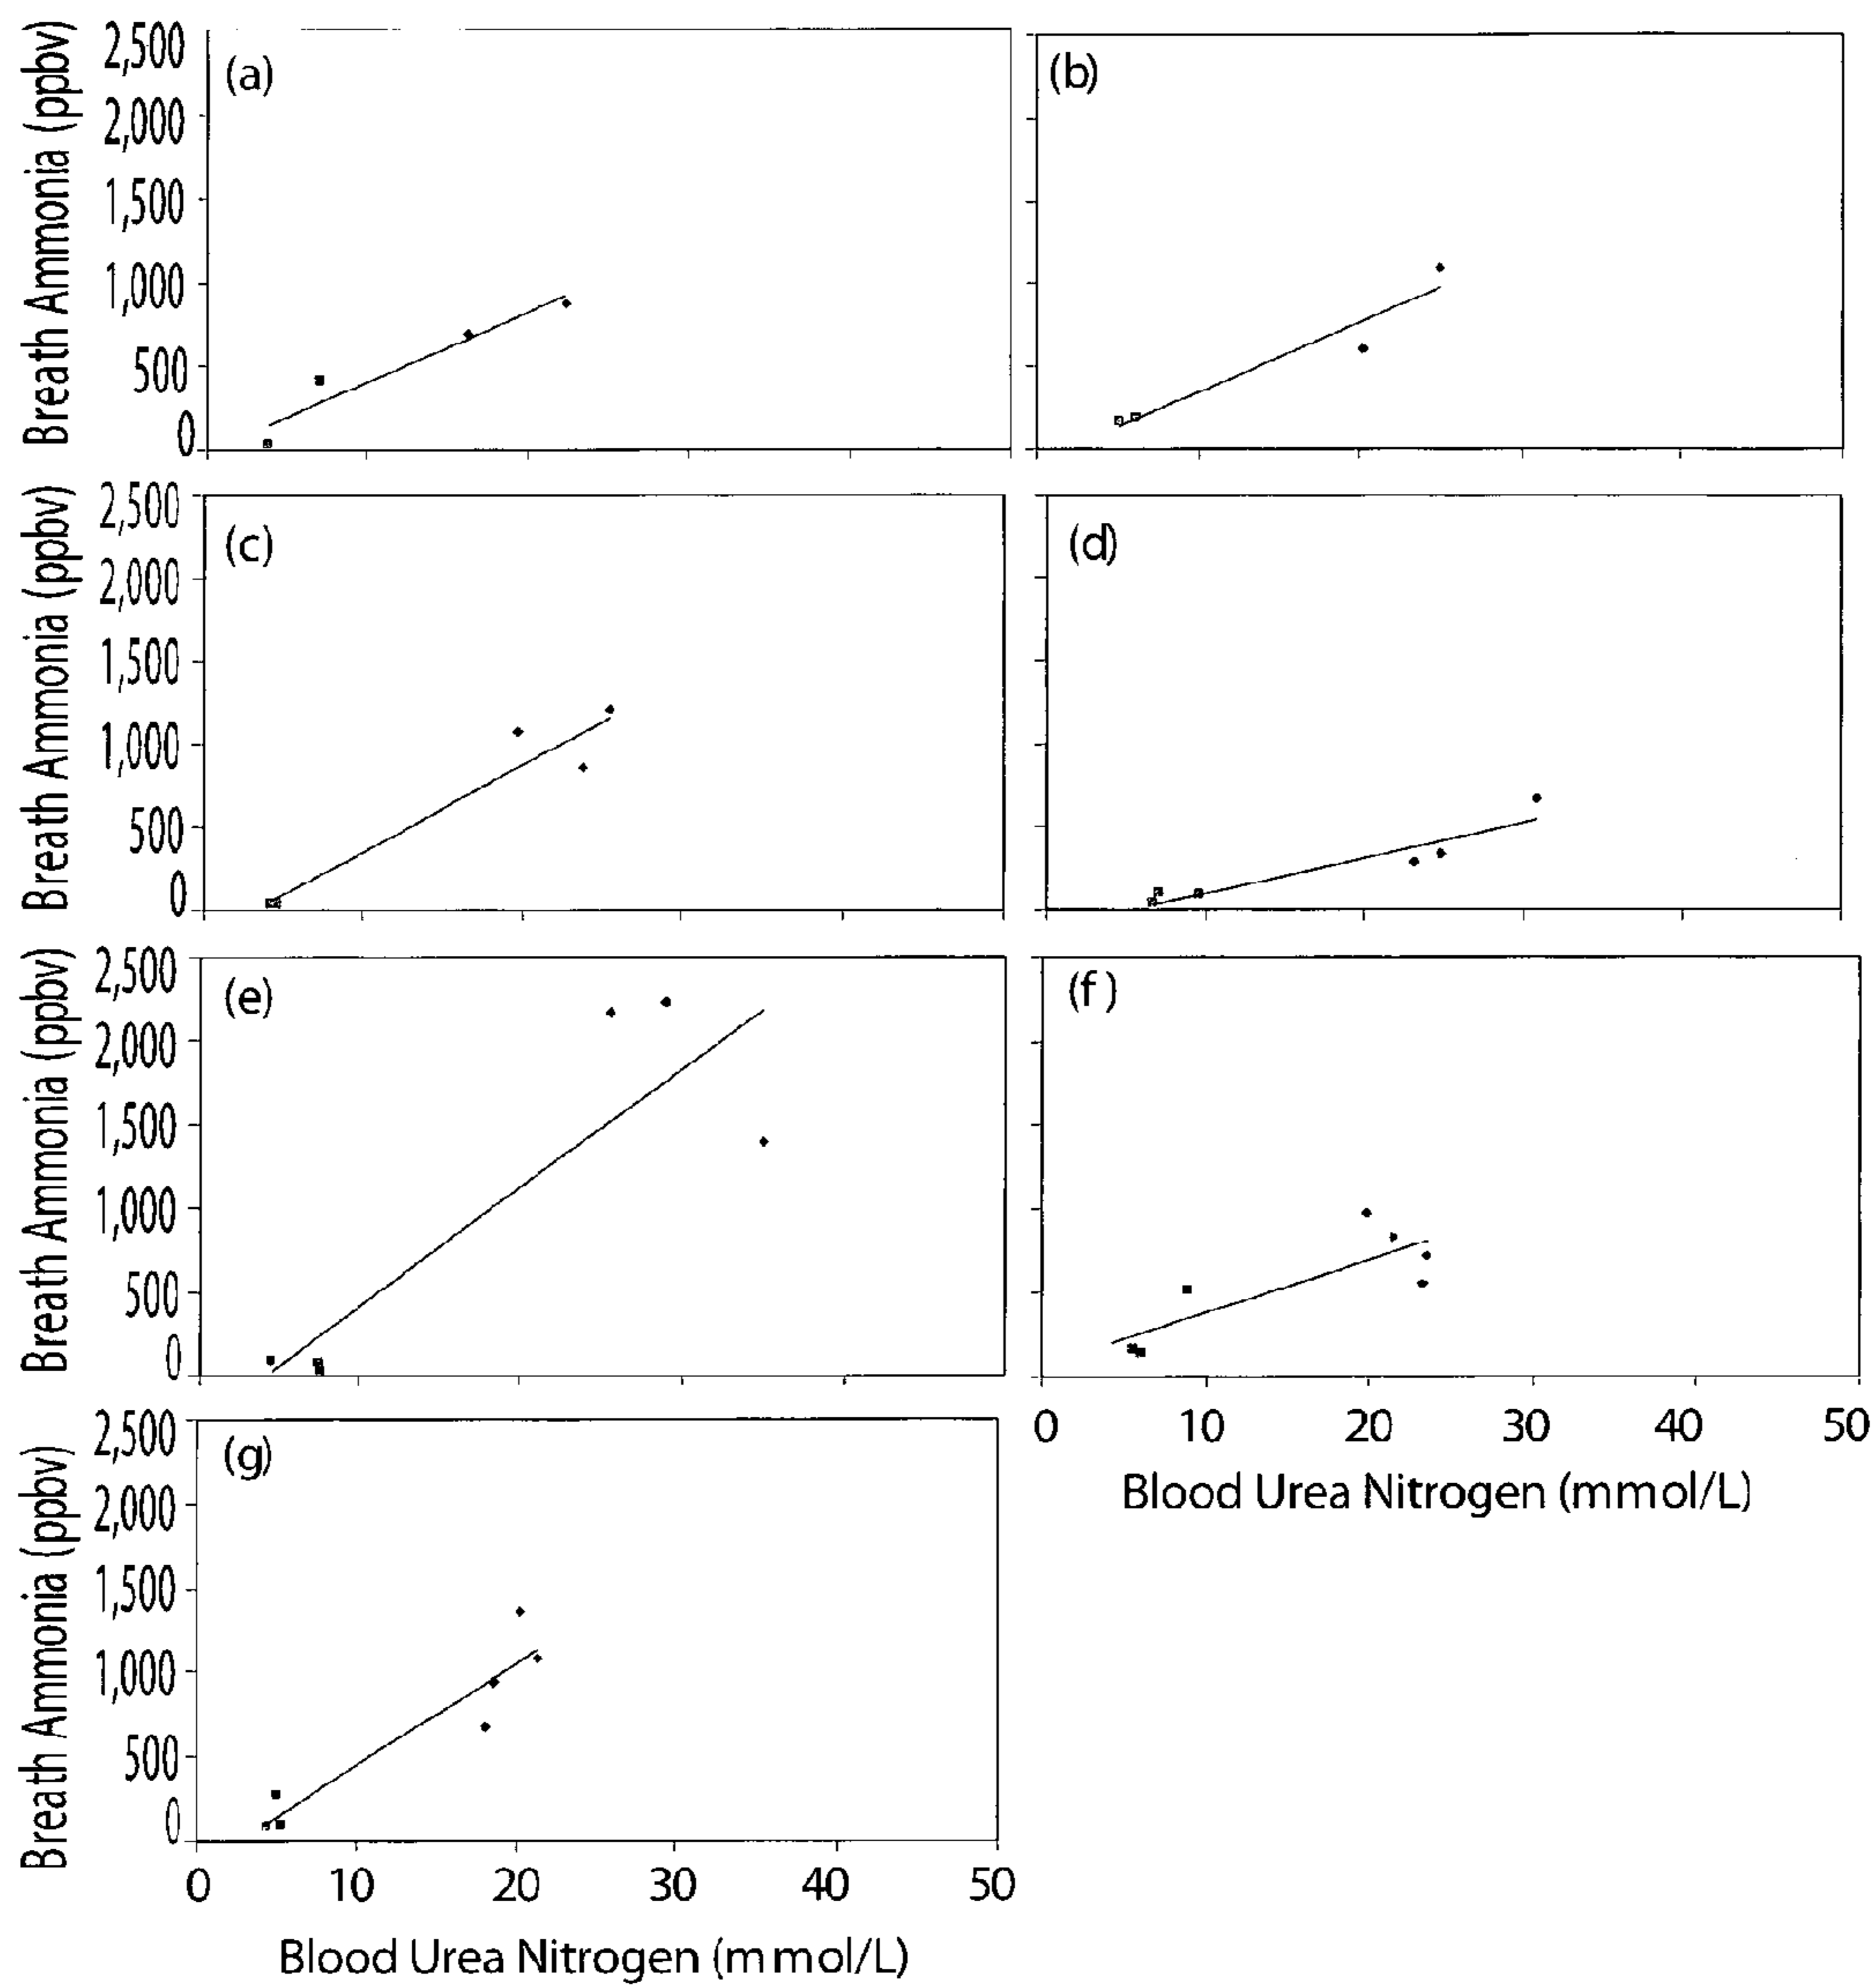 Breath Ammonia (ppbv)
2,500
2,000
1,500
1,000
500
0
(a)
(b)
Breath Ammonia (ppbv)
2,500
2,000
1,500
1,000
500
0
(c)
(d)
Breath Ammonia (ppbv)
2,500
2,000
1,500
1,000
500
0
(e)
(f)
0 10 20 30 40 50
Blood Urea Nitrogen (mmol/L)
Breath Ammonia (ppbv)
2,500
2,000
1,500
1,000
500
0
(g)
0 10 20 30 40 50
Blood Urea Nitrogen (mmol/L)